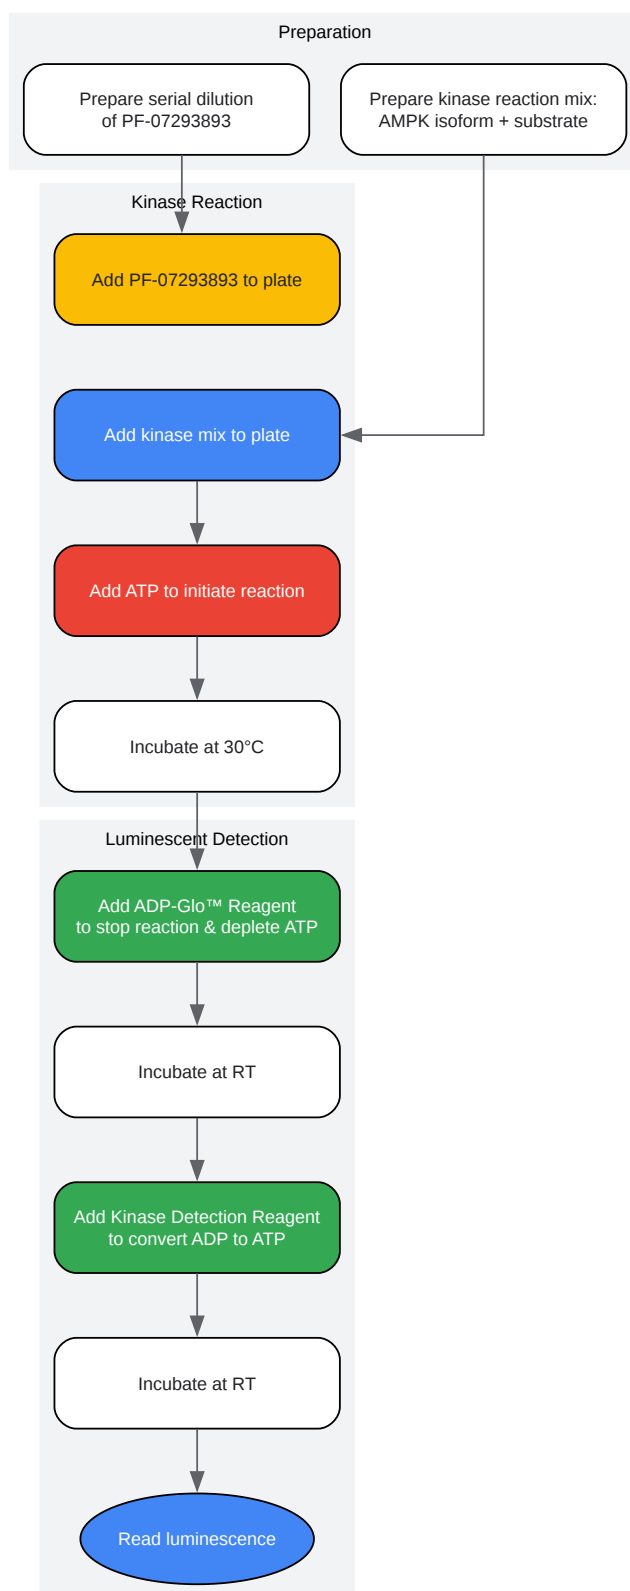 Preparation
Prepare serial dilution
of PF-07293893
Prepare kinase reaction mix:
AMPK isoform + substrate
Kinase Reaction
Add PF-07293893 to plate
Add kinase mix to plate
Add ATP to initiate reaction
Incubate at 30°C
Luminescent Detection
Add ADP-Glo™ Reagent
to stop reaction & deplete ATP
Incubate at RT
Add Kinase Detection Reagent
to convert ADP to ATP
Incubate at RT
Read luminescence